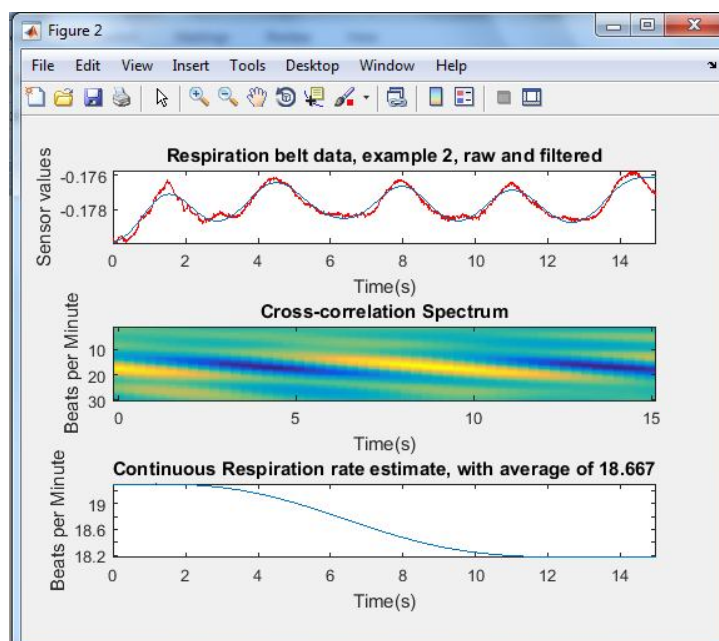 Figure 2
File Edit View Insert Tools Desktop Window Help
Respiration belt data, example 2, raw and filtered
Sensor values
-0.176
-0.178
0 2 4 6 8 10 12 14
Time(s)
Cross-correlation Spectrum
Beats per Minute
10
20
30
0 5 10 15
Time(s)
Continuous Respiration rate estimate, with average of 18.667
Beats per Minute
19
18.6
18.2
0 2 4 6 8 10 12 14
Time(s)